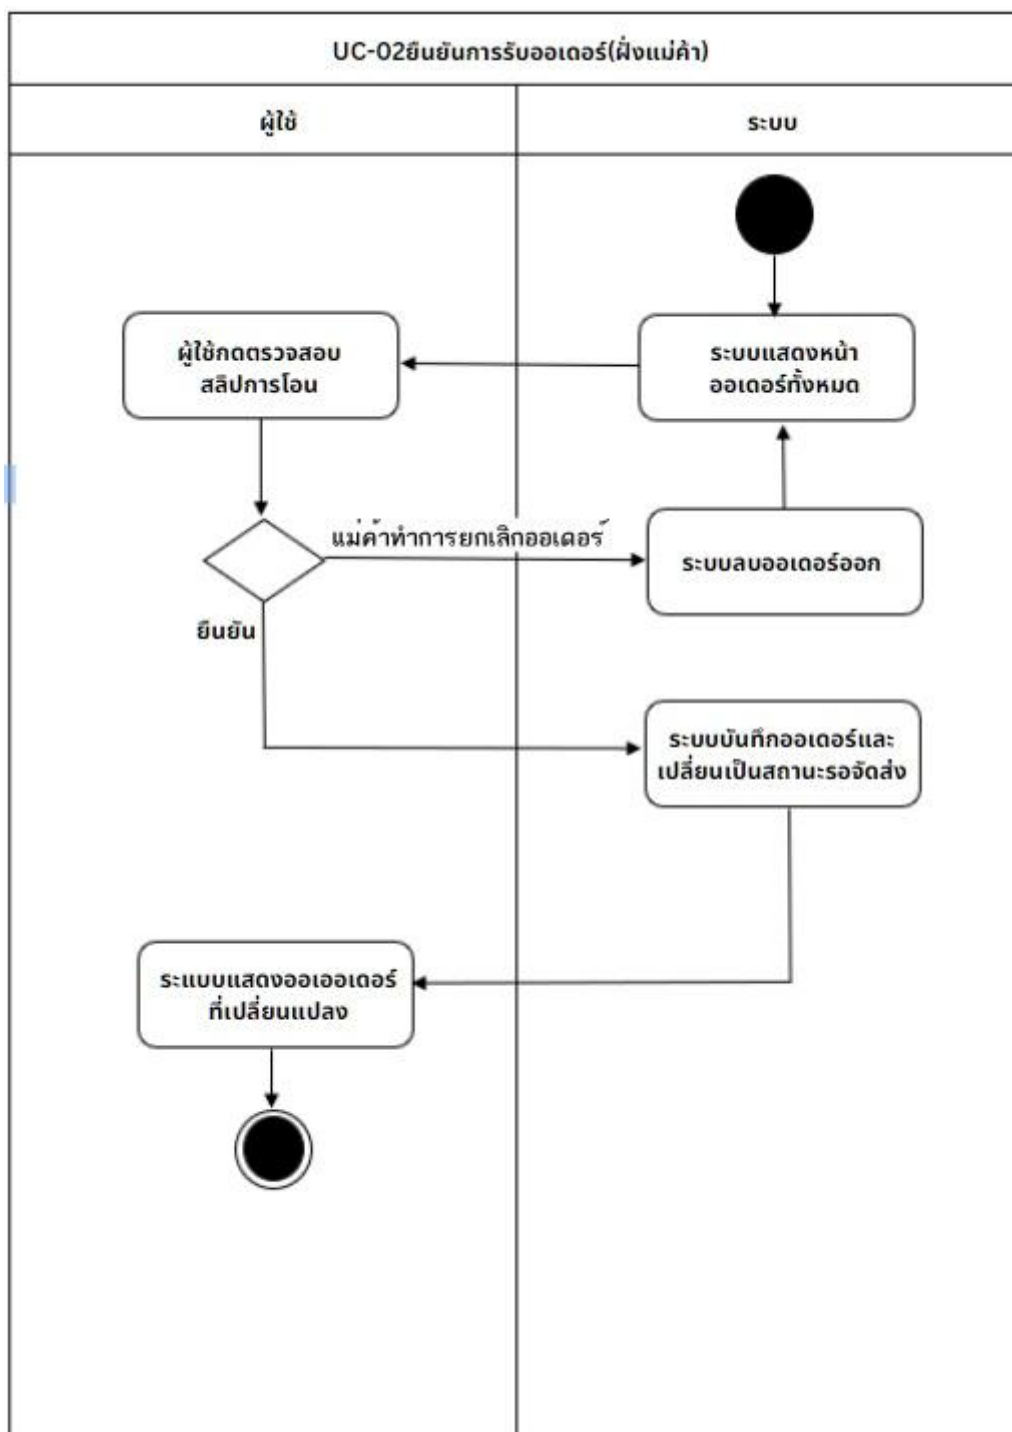 UC-02ยืนยันการรับออเดอร์(ฝั่งแม่ค้า)
ผู้ใช้
ระบบ
ผู้ใช้กดตรวจสอบ
สลิปการโอน
ระบบแสดงหน้า
ออเดอร์ทั้งหมด
แม่ค้าทำการยกเลิกออเดอร์
ระบบลบออเดอร์ออก
ยืนยัน
ระบบบันทึกออเดอร์และ
เปลี่ยนเป็นสถานะรอจัดส่ง
ระแบบแสดงออเออเดอร์
ที่เปลี่ยนแปลง